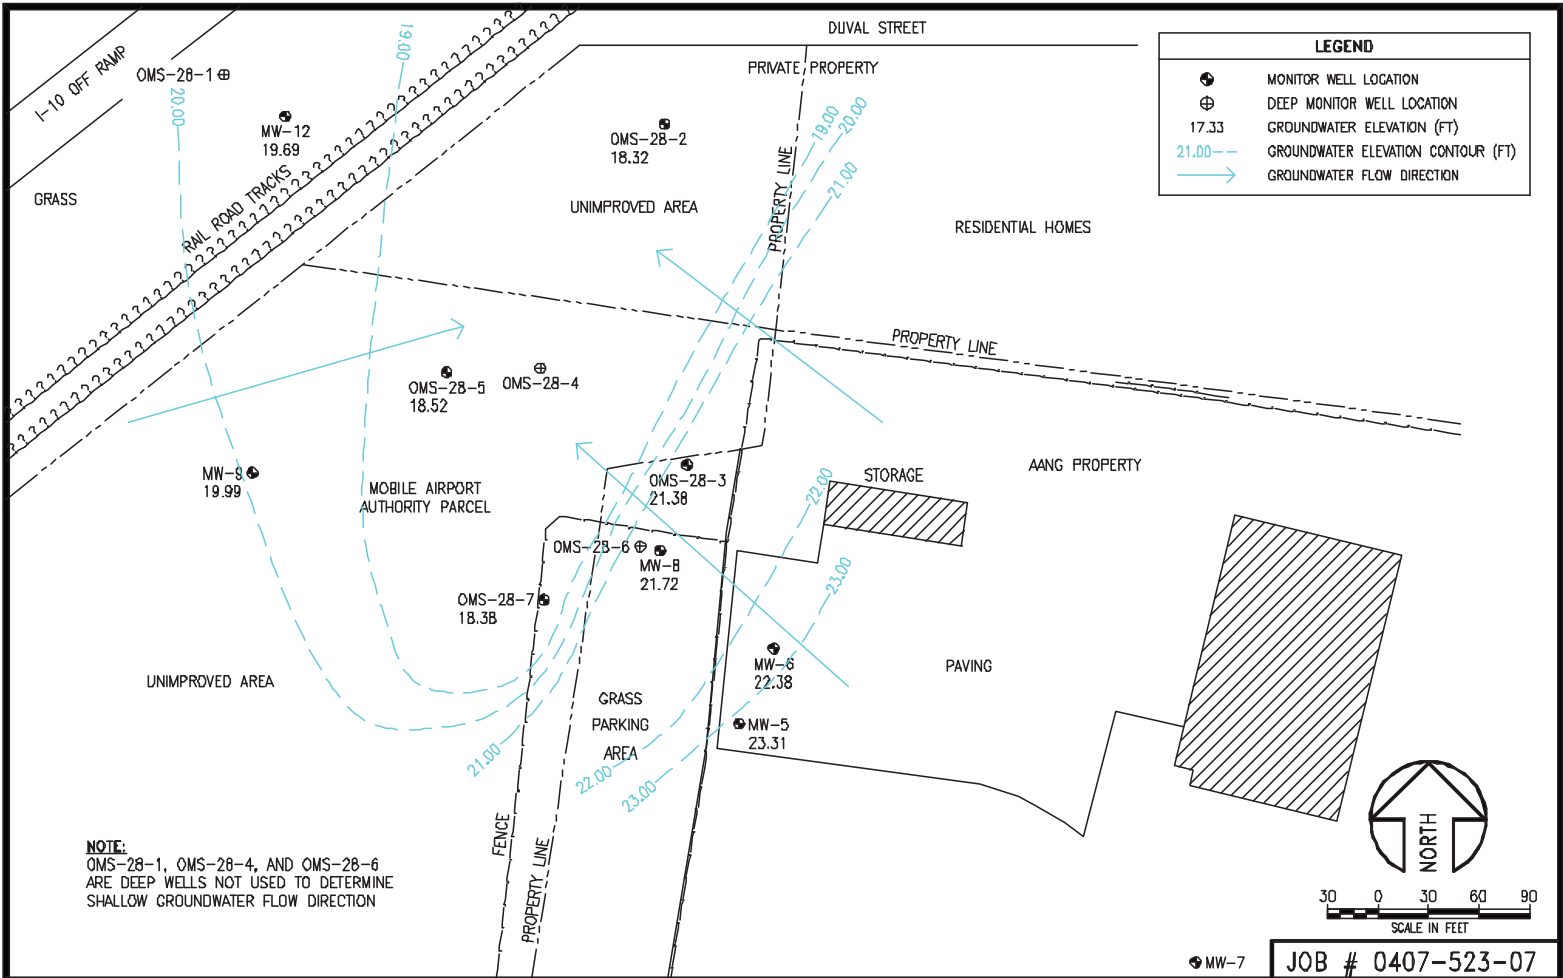 DUVAL STREET
PRIVATE PROPERTY
LEGEND
MONITOR WELL LOCATION
DEEP MONITOR WELL LOCATION
17.33 GROUNDWATER ELEVATION (FT)
21.00 GROUNDWATER ELEVATION CONTOUR (FT)
GROUNDWATER FLOW DIRECTION
I-10 OFF RAMP
OMS-28-1
20.00
19.00
MW-12
19.69
OMS-28-2
18.32
19.00
20.00
21.00
GRASS
RAIL ROAD TRACKS
UNIMPROVED AREA
PROPERTY LINE
RESIDENTIAL HOMES
PROPERTY LINE
OMS-28-5
18.52
OMS-28-4
MW-9
19.99
MOBILE AIRPORT
AUTHORITY PARCEL
OMS-28-3
21.38
STORAGE
22.00
AANG PROPERTY
OMS-28-6
MW-8
21.72
23.00
OMS-28-7
18.38
MW-6
22.38
PAVING
UNIMPROVED AREA
GRASS
PARKING
AREA
MW-5
23.31
21.00
22.00
23.00
FENCE
PROPERTY LINE
NOTE:
OMS-28-1, OMS-28-4, AND OMS-28-6
ARE DEEP WELLS NOT USED TO DETERMINE
SHALLOW GROUNDWATER FLOW DIRECTION
NORTH
30 0 30 60 90
SCALE IN FEET
MW-7
JOB # 0407-523-07